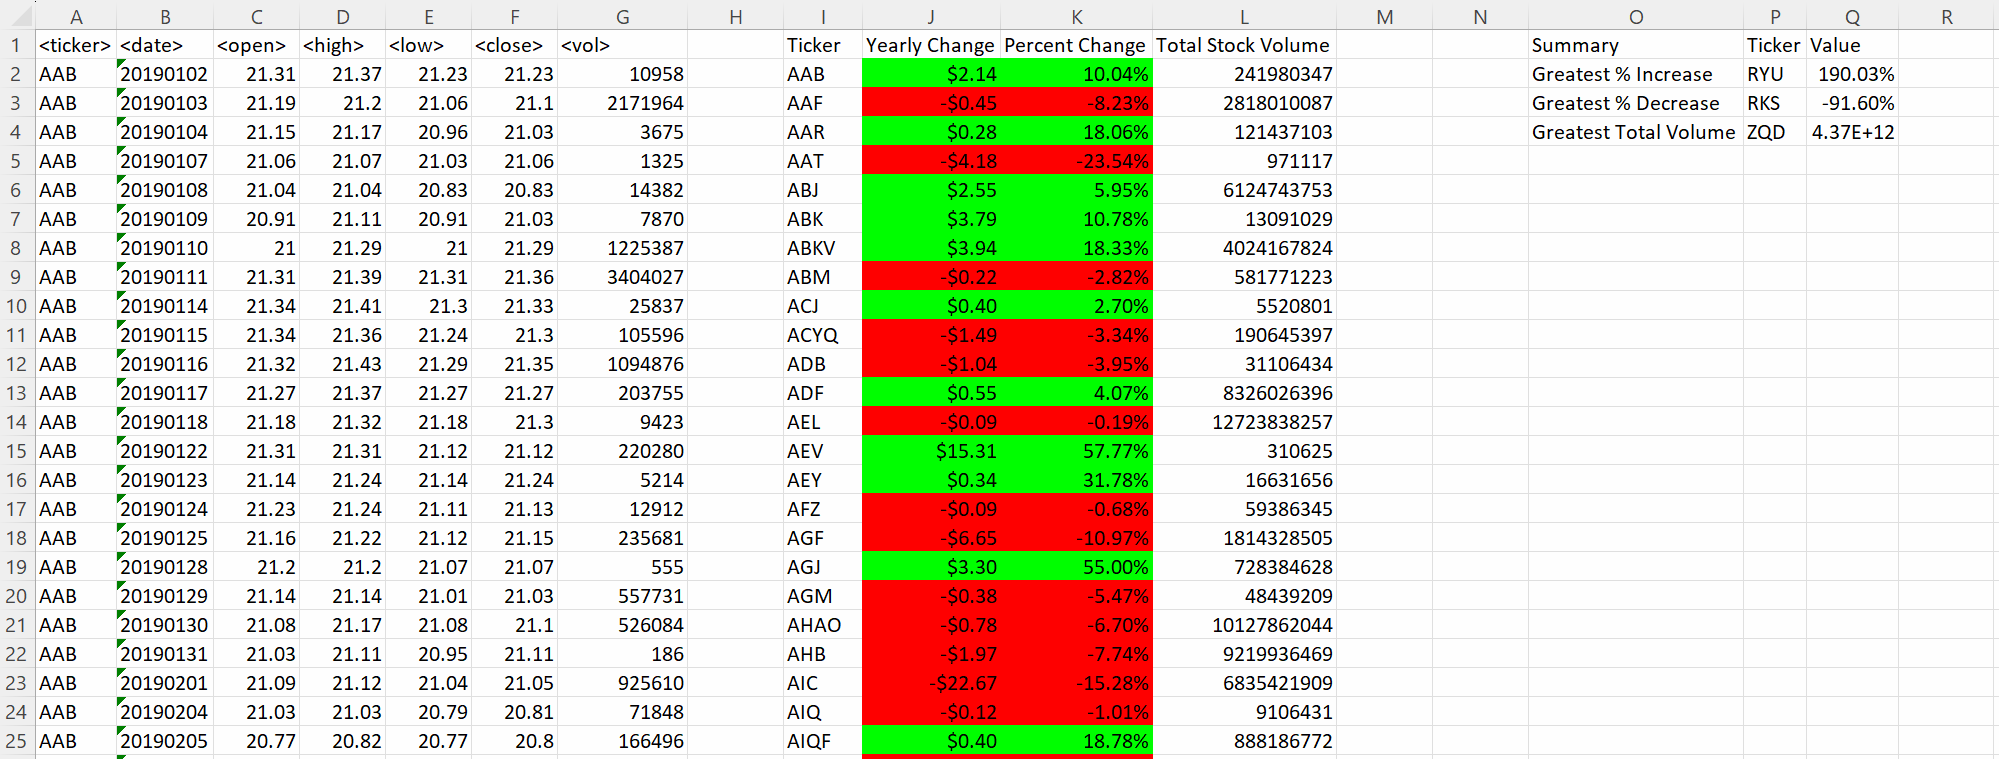 A B C D E F G H I J K L M N O P Q R
1 <ticker> <date> <open> <high> <low> <close> <vol> Ticker Yearly Change Percent Change Total Stock Volume Summary Ticker Value
2 AAB 20190102 21.31 21.37 21.23 21.23 10958 AAB $2.14 10.04% 241980347 Greatest % Increase RYU 190.03%
3 AAB 20190103 21.19 21.2 21.06 21.1 2171964 AAF -$0.45 -8.23% 2818010087 Greatest % Decrease RKS -91.60%
4 AAB 20190104 21.15 21.17 20.96 21.03 3675 AAR $0.28 18.06% 121437103 Greatest Total Volume ZQD 4.37E+12
5 AAB 20190107 21.06 21.07 21.03 21.06 1325 AAT -$4.18 -23.54% 971117
6 AAB 20190108 21.04 21.04 20.83 20.83 14382 ABJ $2.55 5.95% 6124743753
7 AAB 20190109 20.91 21.11 20.91 21.03 7870 ABK $3.79 10.78% 13091029
8 AAB 20190110 21 21.29 21 21.29 1225387 ABKV $3.94 18.33% 4024167824
9 AAB 20190111 21.31 21.39 21.31 21.36 3404027 ABM -$0.22 -2.82% 581771223
10 AAB 20190114 21.34 21.41 21.3 21.33 25837 ACJ $0.40 2.70% 5520801
11 AAB 20190115 21.34 21.36 21.24 21.3 105596 ACYQ -$1.49 -3.34% 190645397
12 AAB 20190116 21.32 21.43 21.29 21.35 1094876 ADB -$1.04 -3.95% 31106434
13 AAB 20190117 21.27 21.37 21.27 21.27 203755 ADF $0.55 4.07% 8326026396
14 AAB 20190118 21.18 21.32 21.18 21.3 9423 AEL -$0.09 -0.19% 12723838257
15 AAB 20190122 21.31 21.31 21.12 21.12 220280 AEV $15.31 57.77% 310625
16 AAB 20190123 21.14 21.24 21.14 21.24 5214 AEY $0.34 31.78% 16631656
17 AAB 20190124 21.23 21.24 21.11 21.13 12912 AFZ -$0.09 -0.68% 59386345
18 AAB 20190125 21.16 21.22 21.12 21.15 235681 AGF -$6.65 -10.97% 1814328505
19 AAB 20190128 21.2 21.2 21.07 21.07 555 AGJ $3.30 55.00% 728384628
20 AAB 20190129 21.14 21.14 21.01 21.03 557731 AGM -$0.38 -5.47% 48439209
21 AAB 20190130 21.08 21.17 21.08 21.1 526084 AHAO -$0.78 -6.70% 10127862044
22 AAB 20190131 21.03 21.11 20.95 21.11 186 AHB -$1.97 -7.74% 9219936469
23 AAB 20190201 21.09 21.12 21.04 21.05 925610 AIC -$22.67 -15.28% 6835421909
24 AAB 20190204 21.03 21.03 20.79 20.81 71848 AIQ -$0.12 -1.01% 9106431
25 AAB 20190205 20.77 20.82 20.77 20.8 166496 AIQF $0.40 18.78% 888186772